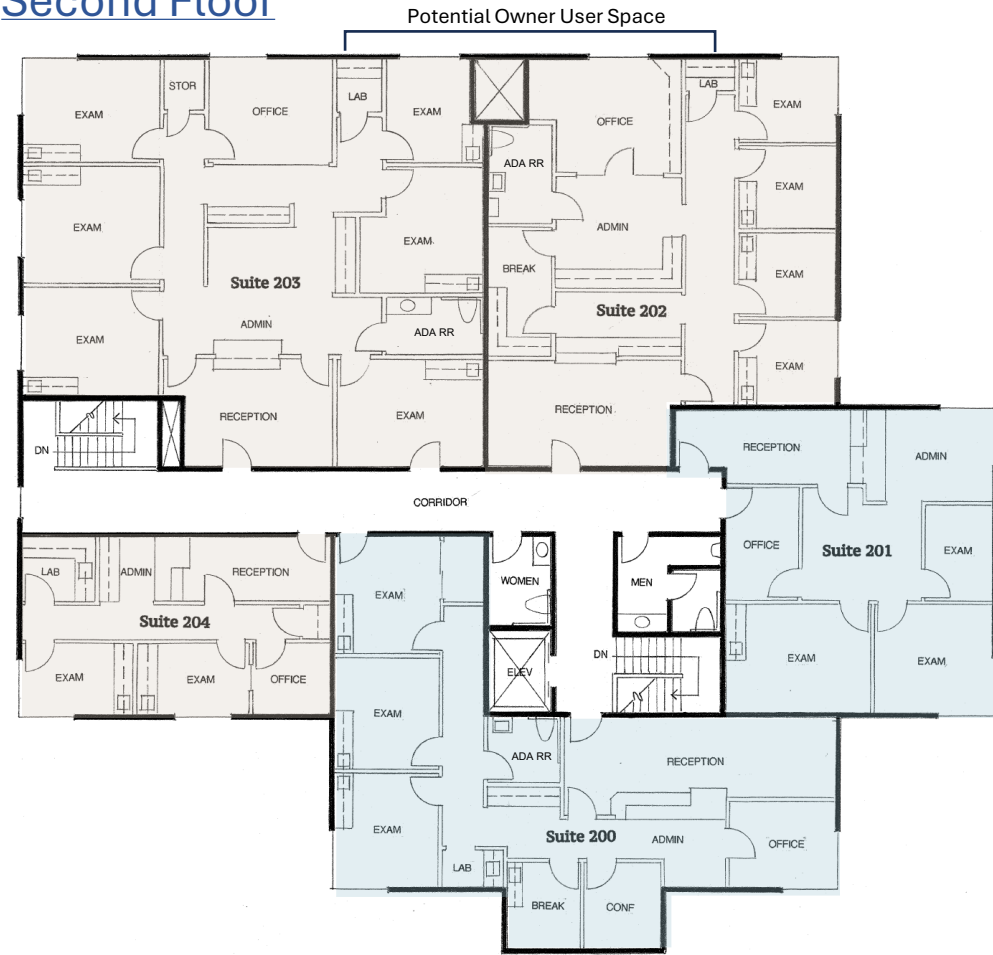 Second Floor
Potential Owner User Space
EXAM
STOR
OFFICE
LAB
EXAM
OFFICE
LAB
EXAM
ADA RR
EXAM
EXAM
EXAM
ADMIN
BREAK
EXAM
Suite 203
Suite 202
ADMIN
ADA RR
EXAM
EXAM
RECEPTION
EXAM
RECEPTION
DN
RECEPTION
ADMIN
CORRIDOR
OFFICE
Suite 201
EXAM
LAB
ADMIN
RECEPTION
EXAM
WOMEN
MEN
Suite 204
EXAM
EXAM
OFFICE
ELEV
DN
EXAM
EXAM
EXAM
ADA RR
RECEPTION
EXAM
Suite 200
ADMIN
OFFICE
LAB
BREAK
CONF